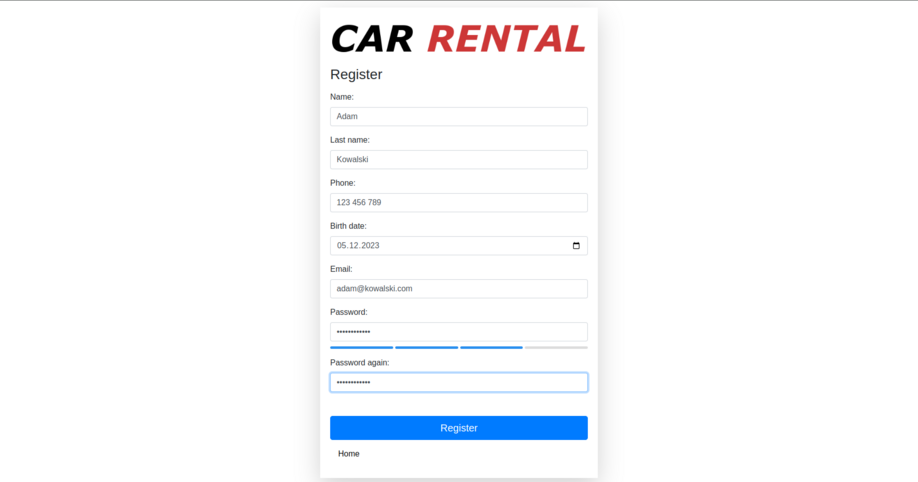 CAR RENTAL
Register
Name:
Adam
Last name:
Kowalski
Phone:
123 456 789
Birth date:
05.12.2023
Email:
adam@kowalski.com
Password:
••••••••••••
Password again:
••••••••••••
Register
Home